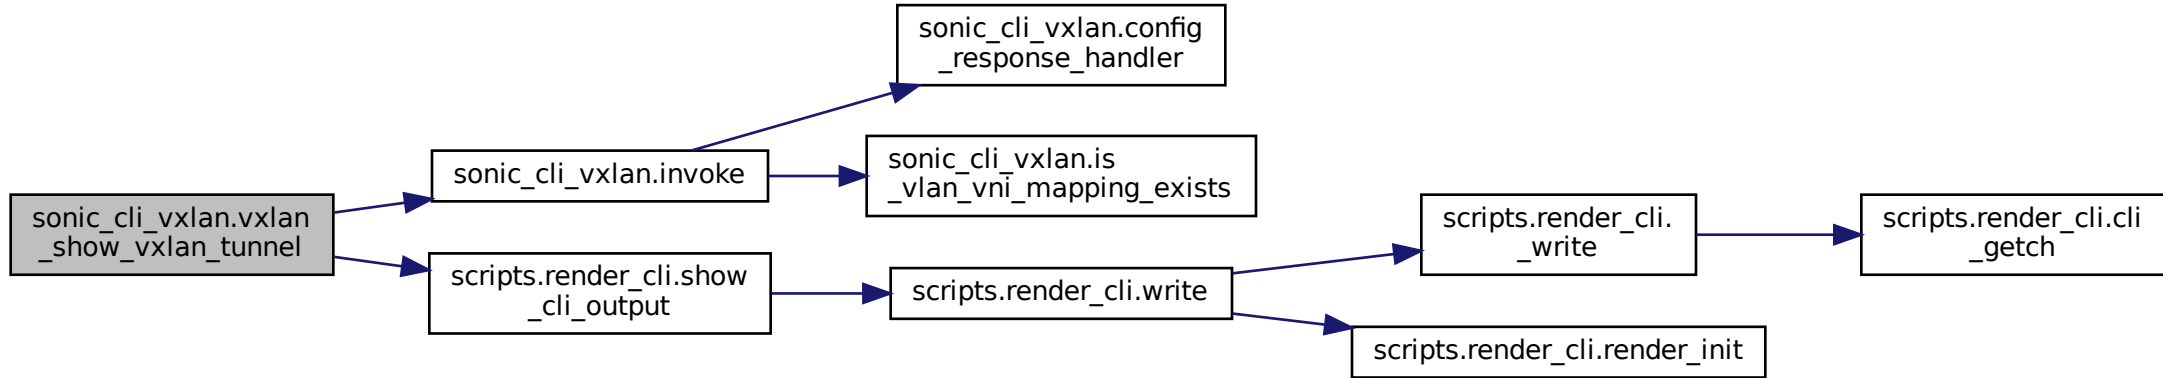 sonic_cli_vxlan.vxlan
_show_vxlan_tunnel
sonic_cli_vxlan.invoke
sonic_cli_vxlan.config
_response_handler
sonic_cli_vxlan.is
_vlan_vni_mapping_exists
scripts.render_cli.show
_cli_output
scripts.render_cli.write
scripts.render_cli.
_write
scripts.render_cli.cli
_getch
scripts.render_cli.render_init